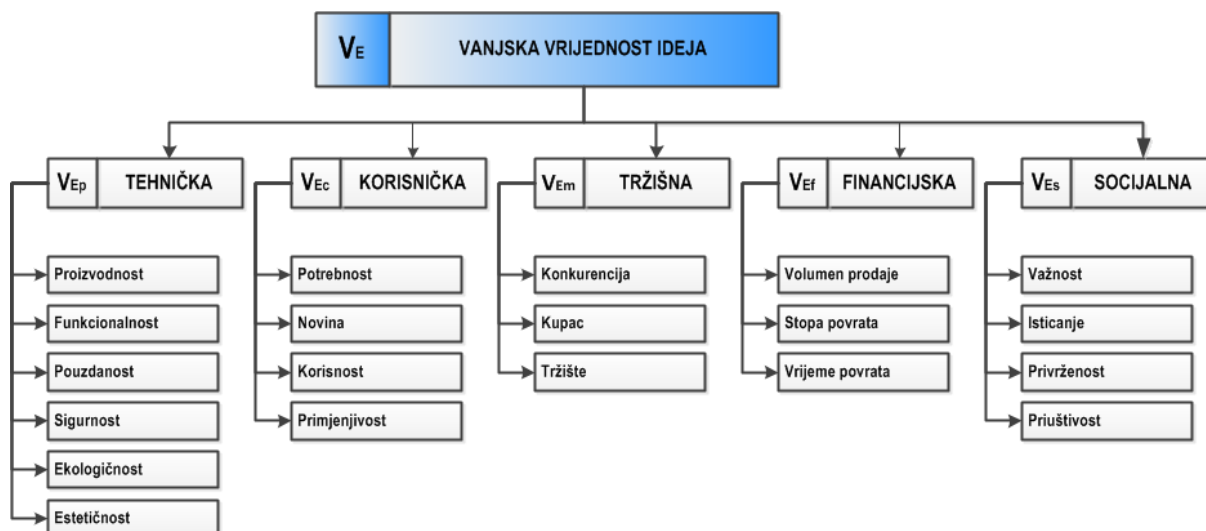 VE VANJSKA VRIJEDNOST IDEJA
VEp TEHNIČKA
Proizvodnost
Funkcionalnost
Pouzdanost
Sigurnost
Ekologičnost
Estetičnost
VEc KORISNIČKA
Potrebnost
Novina
Korisnost
Primjenjivost
VEm TRŽIŠNA
Konkurencija
Kupac
Tržište
VEf FINANCIJSKA
Volumen prodaje
Stopa povrata
Vrijeme povrata
VEs SOCIJALNA
Važnost
Isticanje
Privrženost
Priuštivost